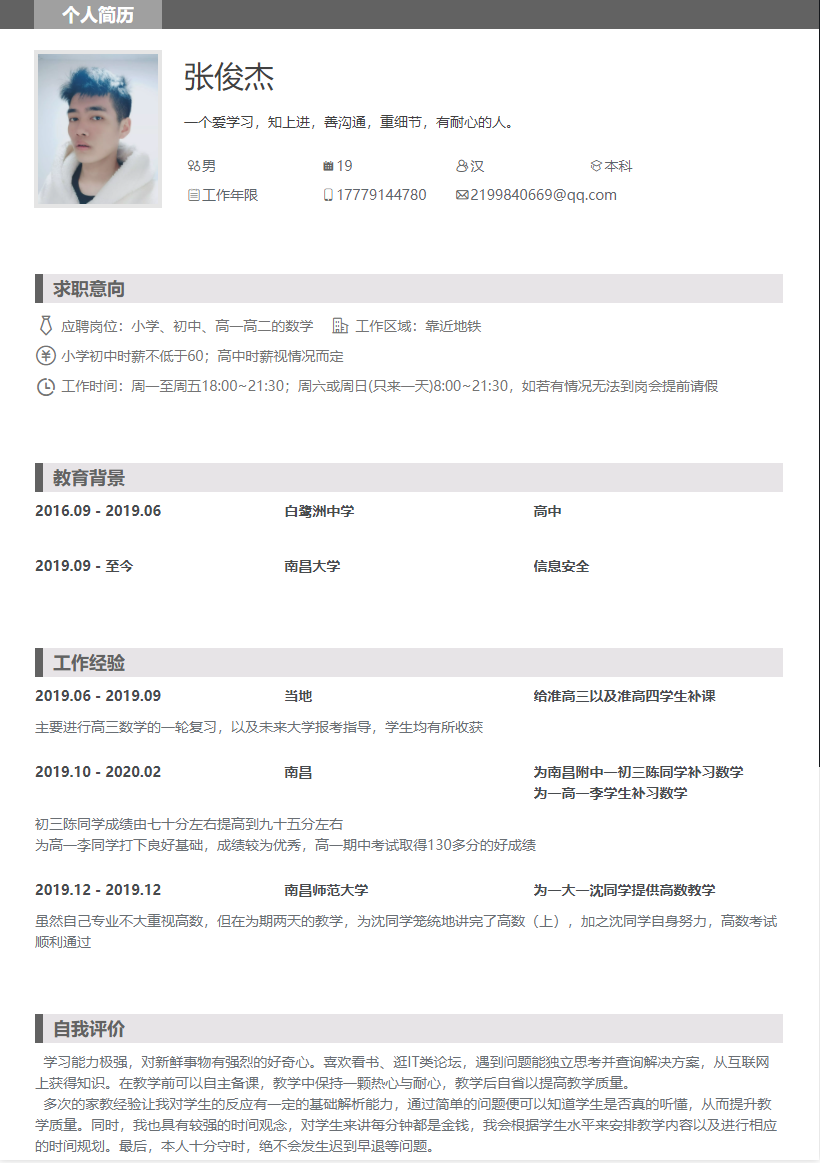 个人简历
张俊杰
一个爱学习，知上进，善沟通，重细节，有耐心的人。
男 19 汉 本科
工作年限 17779144780 2199840669@qq.com
求职意向
应聘岗位：小学、初中、高一高二的数学 工作区域：靠近地铁
小学初中时薪不低于60；高中时薪视情况而定
工作时间：周一至周五18:00~21:30；周六或周日(只来一天)8:00~21:30，如若有情况无法到岗会提前请假
教育背景
2016.09 - 2019.06 白鹭洲中学 高中
2019.09 - 至今 南昌大学 信息安全
工作经验
2019.06 - 2019.09 当地 给准高三以及准高四学生补课
主要进行高三数学的一轮复习，以及未来大学报考指导，学生均有所收获
2019.10 - 2020.02 南昌 为南昌附中一初三陈同学补习数学
为一高一李学生补习数学
初三陈同学成绩由七十分左右提高到九十五分左右
为高一李同学打下良好基础，成绩较为优秀，高一期中考试取得130多分的好成绩
2019.12 - 2019.12 南昌师范大学 为一大一沈同学提供高数教学
虽然自己专业不大重视高数，但在为期两天的教学，为沈同学笼统地讲完了高数（上），加之沈同学自身努力，高数考试
顺利通过
自我评价
学习能力极强，对新鲜事物有强烈的好奇心。喜欢看书、逛IT类论坛，遇到问题能独立思考并查询解决方案，从互联网
上获得知识。在教学前可以自主备课，教学中保持一颗热心与耐心，教学后自省以提高教学质量。
多次的家教经验让我对学生的反应有一定的基础解析能力，通过简单的问题便可以知道学生是否真的听懂，从而提升教
学质量。同时，我也具有较强的时间观念，对学生来讲每分钟都是金钱，我会根据学生水平来安排教学内容以及进行相应
的时间规划。最后，本人十分守时，绝不会发生迟到早退等问题。